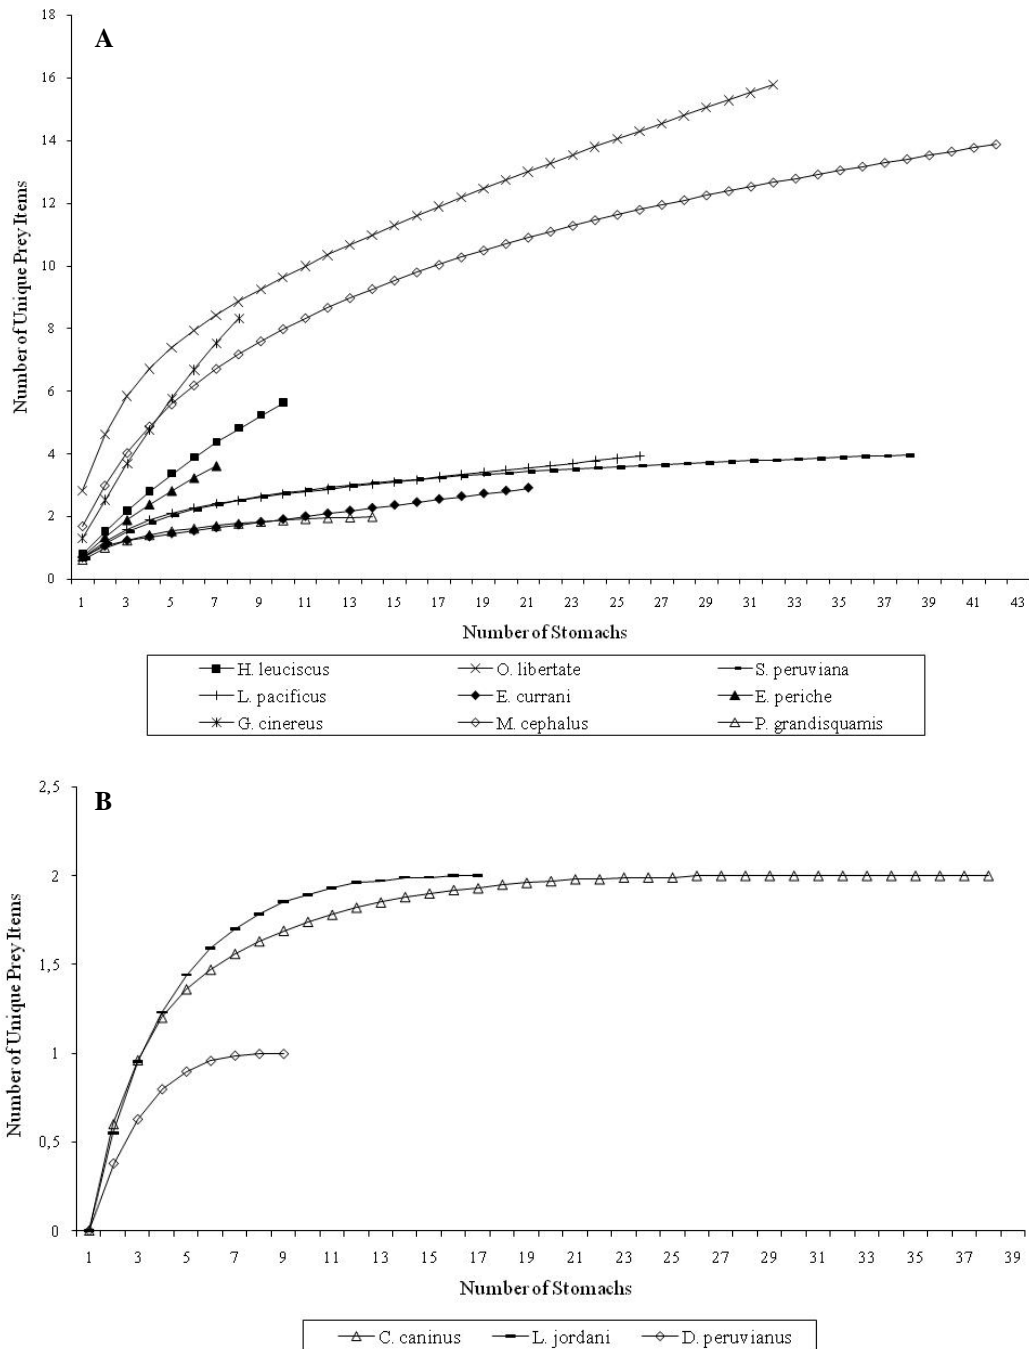 A
18
16
14
12
10
8
6
4
2
0
Number of Unique Prey Items
1 3 5 7 9 11 13 15 17 19 21 23 25 27 29 31 33 35 37 39 41 43
Number of Stomachs
H. leuciscus O. libertate S. peruviana
L. pacificus E. currani E. periche
G. cinereus M. cephalus P. grandisquamis
B
2,5
2
1,5
1
0,5
0
Number of Unique Prey Items
1 3 5 7 9 11 13 15 17 19 21 23 25 27 29 31 33 35 37 39
Number of Stomachs
C. caninus L. jordani D. peruvianus